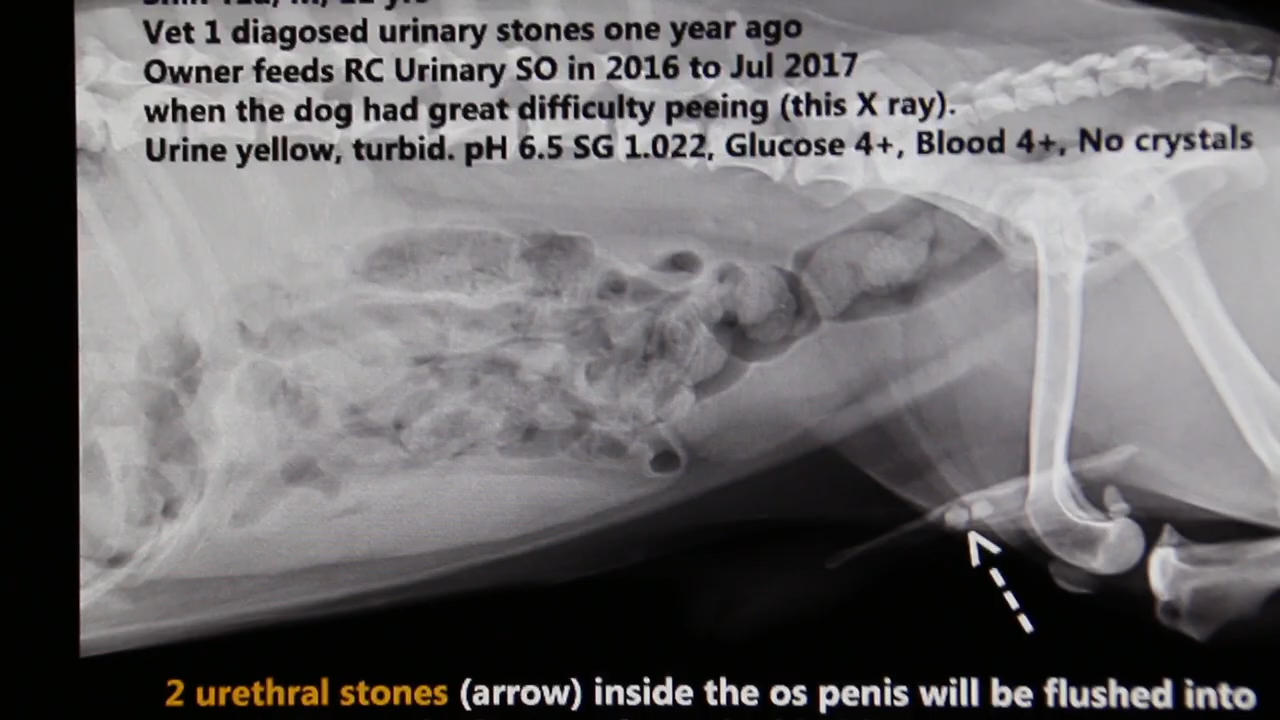 Vet 1 diagosed urinary stones one year ago
Owner feeds RC Urinary SO in 2016 to Jul 2017
when the dog had great difficulty peeing (this X ray).
Urine yellow, turbid. pH 6.5 SG 1.022, Glucose 4+, Blood 4+, No crystals
2 urethral stones (arrow) inside the os penis will be flushed into